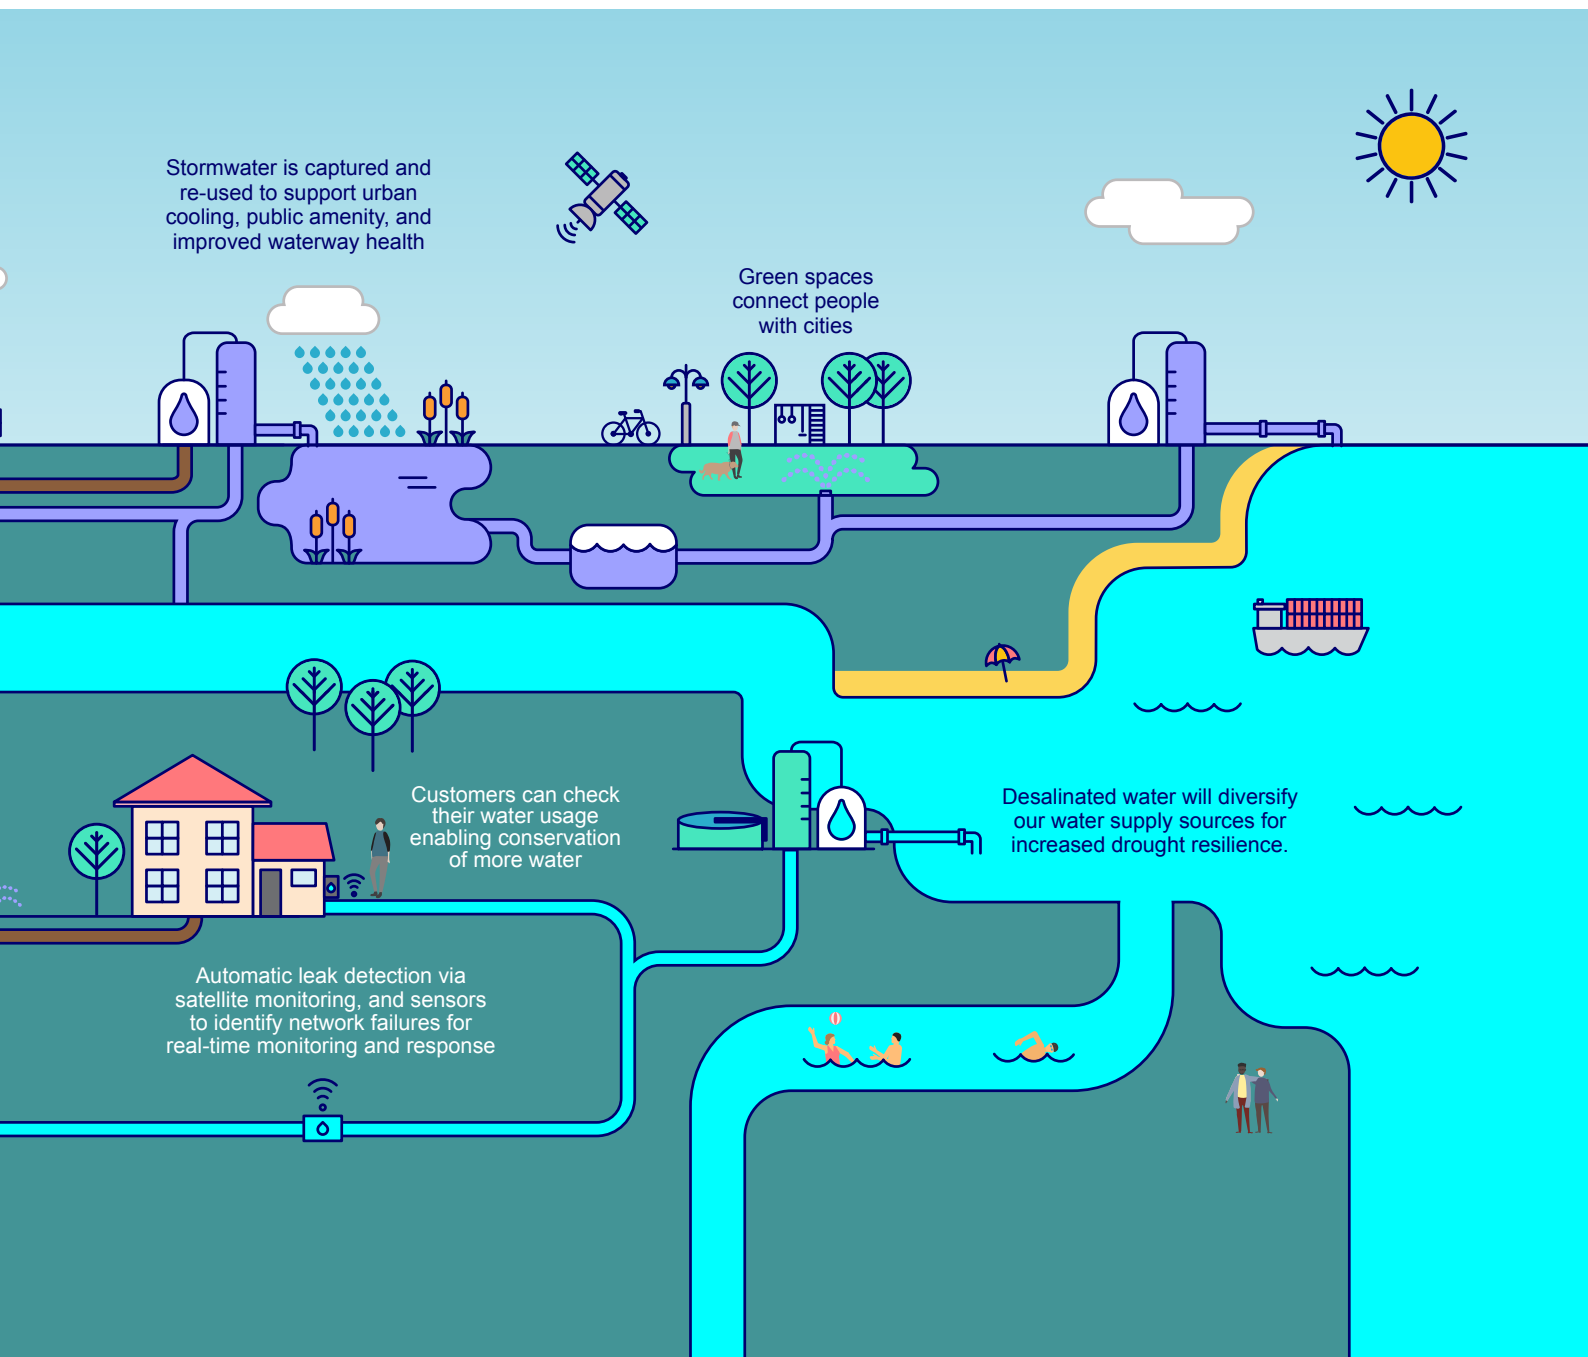 Stormwater is captured and
re-used to support urban
cooling, public amenity, and
improved waterway health
Green spaces
connect people
with cities
Customers can check
their water usage
enabling conservation
of more water
Desalinated water will diversify
our water supply sources for
increased drought resilience.
Automatic leak detection via
satellite monitoring, and sensors
to identify network failures for
real-time monitoring and response